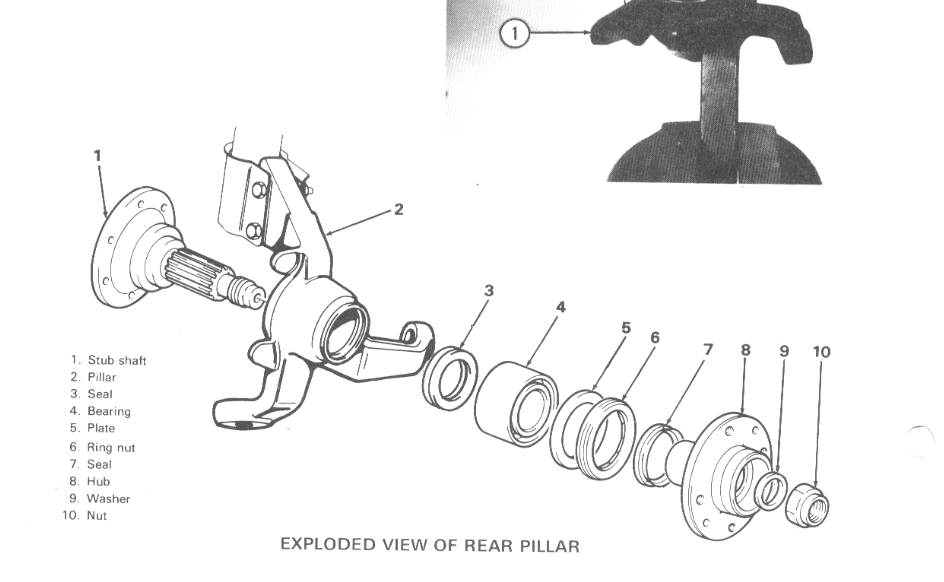 1
1
2
3
4
5
6
7
8
9
10
1. Stub shaft
2. Pillar
3. Seal
4. Bearing
5. Plate
6. Ring nut
7. Seal
8. Hub
9. Washer
10. Nut
EXPLODED VIEW OF REAR PILLAR